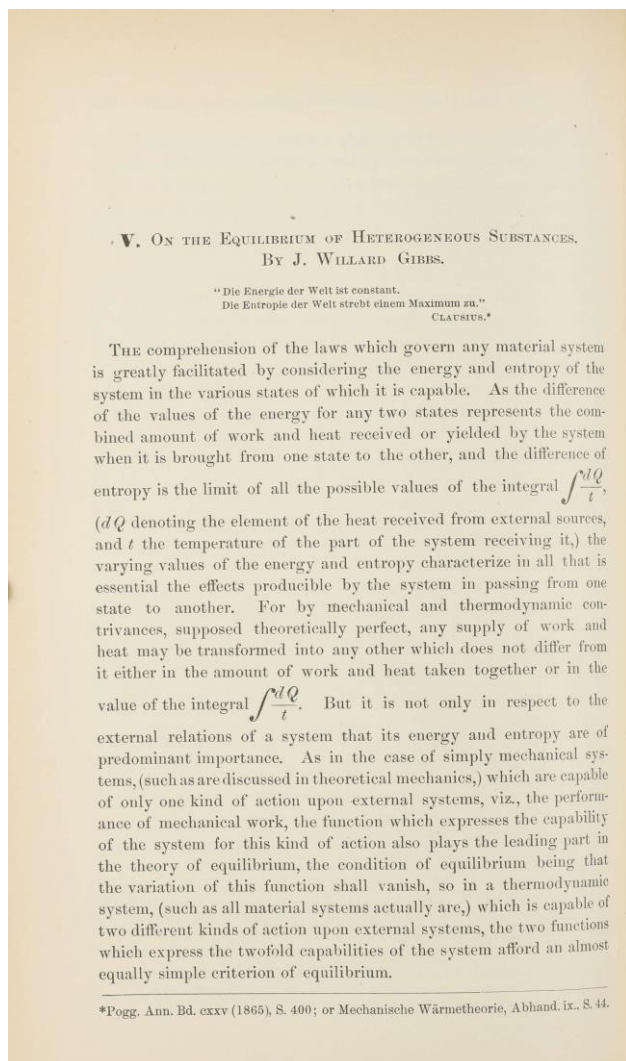 V. On the Equilibrium of Heterogeneous Substances.
By J. Willard Gibbs.
"Die Energie der Welt ist constant.
Die Entropie der Welt strebt einem Maximum zu."
Clausius.*
The comprehension of the laws which govern any material system
is greatly facilitated by considering the energy and entropy of the
system in the various states of which it is capable. As the difference
of the values of the energy for any two states represents the com-
bined amount of work and heat received or yielded by the system
when it is brought from one state to the other, and the difference of
entropy is the limit of all the possible values of the integral ∫dQ/t,
(dQ denoting the element of the heat received from external sources,
and t the temperature of the part of the system receiving it,) the
varying values of the energy and entropy characterize in all that is
essential the effects producible by the system in passing from one
state to another. For by mechanical and thermodynamic con-
trivances, supposed theoretically perfect, any supply of work and
heat may be transformed into any other which does not differ from
it either in the amount of work and heat taken together or in the
value of the integral ∫dQ/t. But it is not only in respect to the
external relations of a system that its energy and entropy are of
predominant importance. As in the case of simply mechanical sys-
tems, (such as are discussed in theoretical mechanics,) which are capable
of only one kind of action upon external systems, viz., the perform-
ance of mechanical work, the function which expresses the capability
of the system for this kind of action also plays the leading part in
the theory of equilibrium, the condition of equilibrium being that
the variation of this function shall vanish, so in a thermodynamic
system, (such as all material systems actually are,) which is capable of
two different kinds of action upon external systems, the two functions
which express the twofold capabilities of the system afford an almost
equally simple criterion of equilibrium.
*Pogg. Ann. Bd. cxxv (1865), S. 400; or Mechanische Wärmetheorie, Abhand. ix., S. 44.